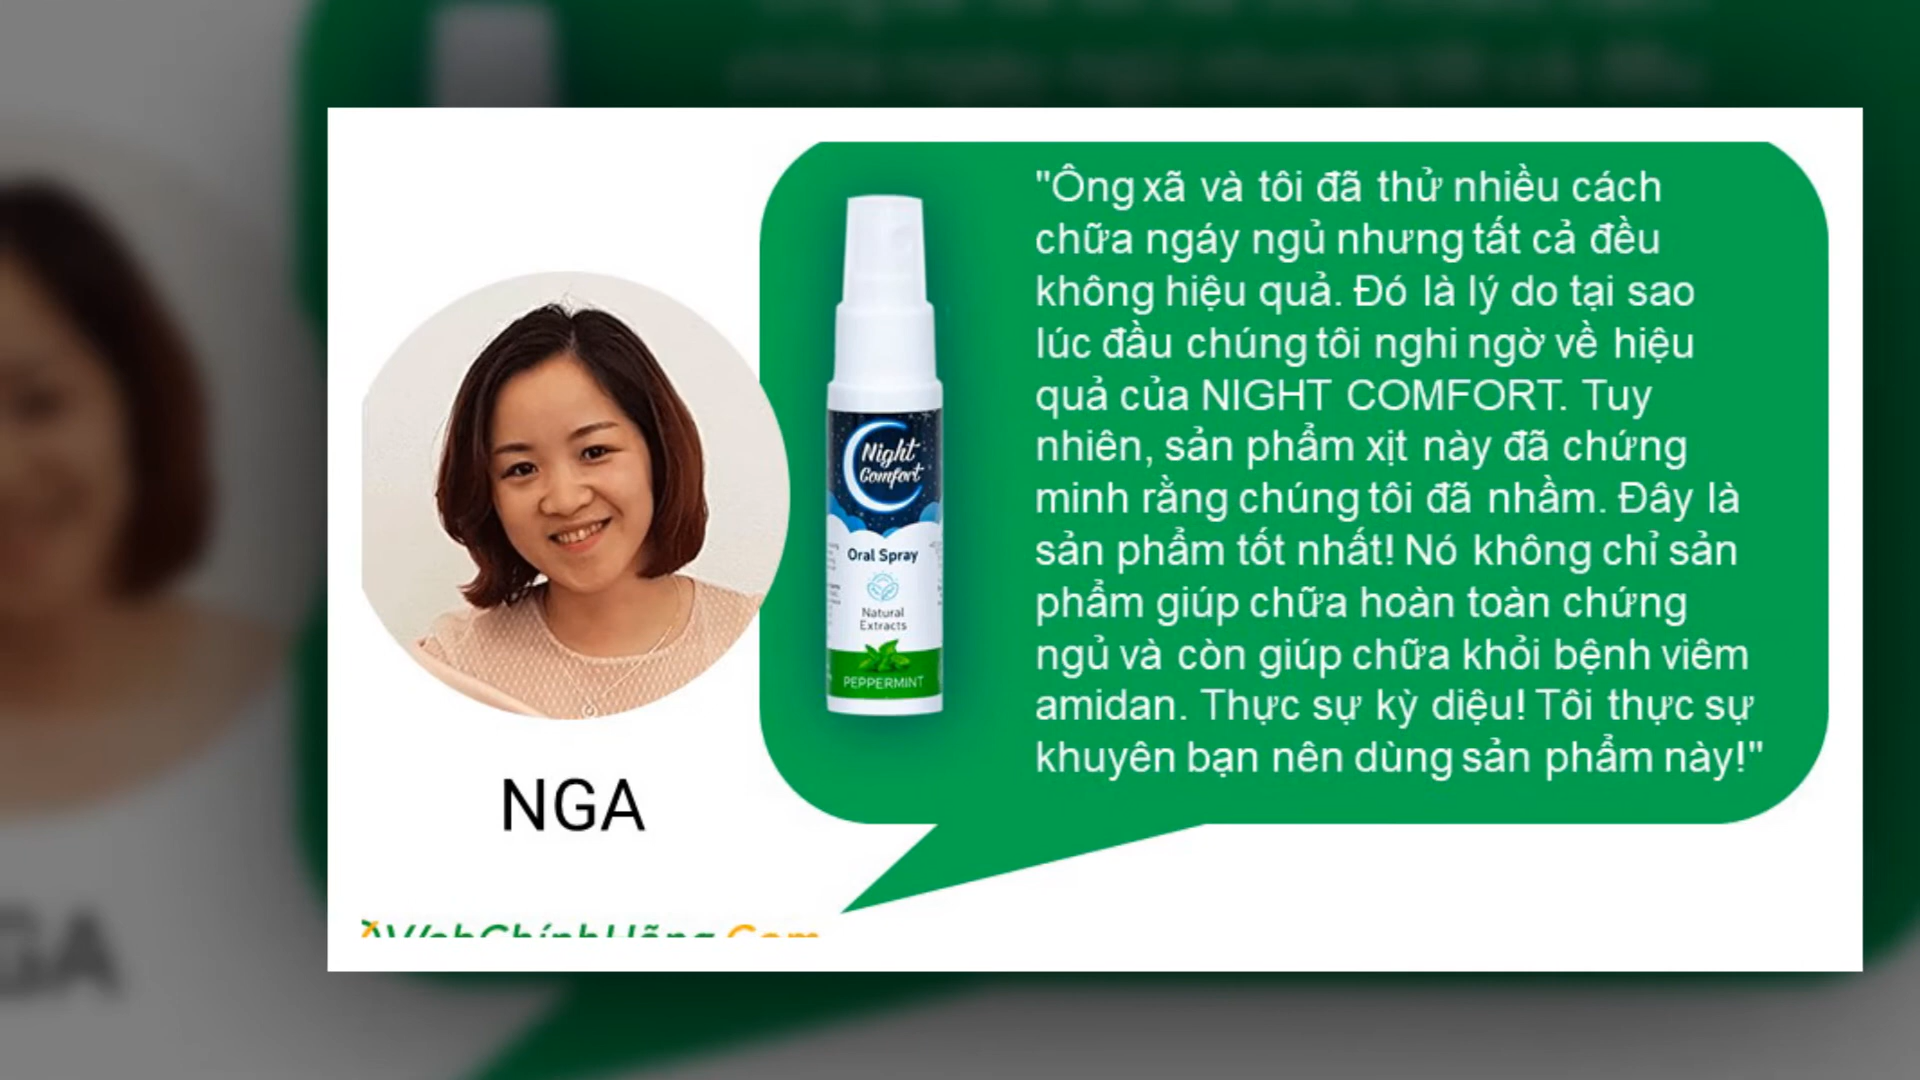 "Ông xã và tôi đã thử nhiều cách
chữa ngáy ngủ nhưng tất cả đều
không hiệu quả. Đó là lý do tại sao
lúc đầu chúng tôi nghi ngờ về hiệu
quả của NIGHT COMFORT. Tuy
nhiên, sản phẩm xịt này đã chứng
minh rằng chúng tôi đã nhầm. Đây là
sản phẩm tốt nhất! Nó không chỉ sản
phẩm giúp chữa hoàn toàn chứng
ngủ và còn giúp chữa khỏi bệnh viêm
amidan. Thực sự kỳ diệu! Tôi thực sự
khuyên bạn nên dùng sản phẩm này!"
Night
Comfort
Oral Spray
Natural
Extracts
PEPPERMINT
NGA
WebChínhHãng.Com